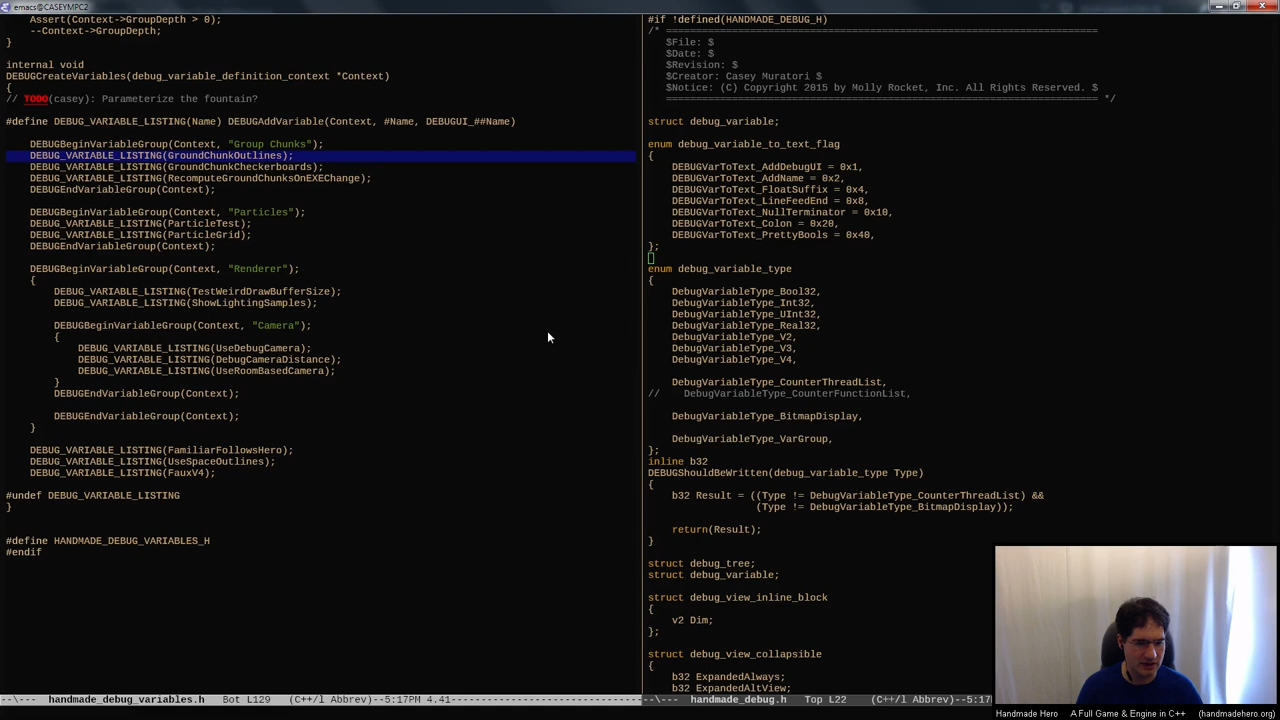 emacs@CASEYMPC2
    Assert(Context->GroupDepth > 0);
    --Context->GroupDepth;
}
internal void
DEBUGCreateVariables(debug_variable_definition_context *Context)
{
// TODO(casey): Parameterize the fountain?
#define DEBUG_VARIABLE_LISTING(Name) DEBUGAddVariable(Context, #Name, DEBUGUI_##Name)
    DEBUGBeginVariableGroup(Context, "Group Chunks");
    DEBUG_VARIABLE_LISTING(GroundChunkOutlines);
    DEBUG_VARIABLE_LISTING(GroundChunkCheckerboards);
    DEBUG_VARIABLE_LISTING(RecomputeGroundChunksOnEXEChange);
    DEBUGEndVariableGroup(Context);
    DEBUGBeginVariableGroup(Context, "Particles");
    DEBUG_VARIABLE_LISTING(ParticleTest);
    DEBUG_VARIABLE_LISTING(ParticleGrid);
    DEBUGEndVariableGroup(Context);
    DEBUGBeginVariableGroup(Context, "Renderer");
    {
        DEBUG_VARIABLE_LISTING(TestWeirdDrawBufferSize);
        DEBUG_VARIABLE_LISTING(ShowLightingSamples);
        DEBUGBeginVariableGroup(Context, "Camera");
        {
            DEBUG_VARIABLE_LISTING(UseDebugCamera);
            DEBUG_VARIABLE_LISTING(DebugCameraDistance);
            DEBUG_VARIABLE_LISTING(UseRoomBasedCamera);
        }
        DEBUGEndVariableGroup(Context);
        DEBUGEndVariableGroup(Context);
    }
    DEBUG_VARIABLE_LISTING(FamiliarFollowsHero);
    DEBUG_VARIABLE_LISTING(UseSpaceOutlines);
    DEBUG_VARIABLE_LISTING(FauxV4);
#undef DEBUG_VARIABLE_LISTING
}
#define HANDMADE_DEBUG_VARIABLES_H
#endif
--\--- handmade_debug_variables.h Bot L129 (C++/l Abbrev)--5:17PM 4.41
#if !defined(HANDMADE_DEBUG_H)
/* ========================================================================
   $File: $
   $Date: $
   $Revision: $
   $Creator: Casey Muratori $
   $Notice: (C) Copyright 2015 by Molly Rocket, Inc. All Rights Reserved. $
   ======================================================================== */
struct debug_variable;
enum debug_variable_to_text_flag
{
    DEBUGVarToText_AddDebugUI = 0x1,
    DEBUGVarToText_AddName = 0x2,
    DEBUGVarToText_FloatSuffix = 0x4,
    DEBUGVarToText_LineFeedEnd = 0x8,
    DEBUGVarToText_NullTerminator = 0x10,
    DEBUGVarToText_Colon = 0x20,
    DEBUGVarToText_PrettyBools = 0x40,
};
enum debug_variable_type
{
    DebugVariableType_Bool32,
    DebugVariableType_Int32,
    DebugVariableType_UInt32,
    DebugVariableType_Real32,
    DebugVariableType_V2,
    DebugVariableType_V3,
    DebugVariableType_V4,
    DebugVariableType_CounterThreadList,
//    DebugVariableType_CounterFunctionList,
    DebugVariableType_BitmapDisplay,
    DebugVariableType_VarGroup,
};
inline b32
DEBUGShouldBeWritten(debug_variable_type Type)
{
    b32 Result = ((Type != DebugVariableType_CounterThreadList) &&
                  (Type != DebugVariableType_BitmapDisplay));
    return(Result);
}
struct debug_tree;
struct debug_variable;
struct debug_view_inline_block
{
    v2 Dim;
};
struct debug_view_collapsible
{
    b32 ExpandedAlways;
    b32 ExpandedAltView;
--\--- handmade_debug.h Top L22 (C++/l Abbrev)--5:17P
Handmade Hero A Full Game & Engine in C++ (handmadehero.org)